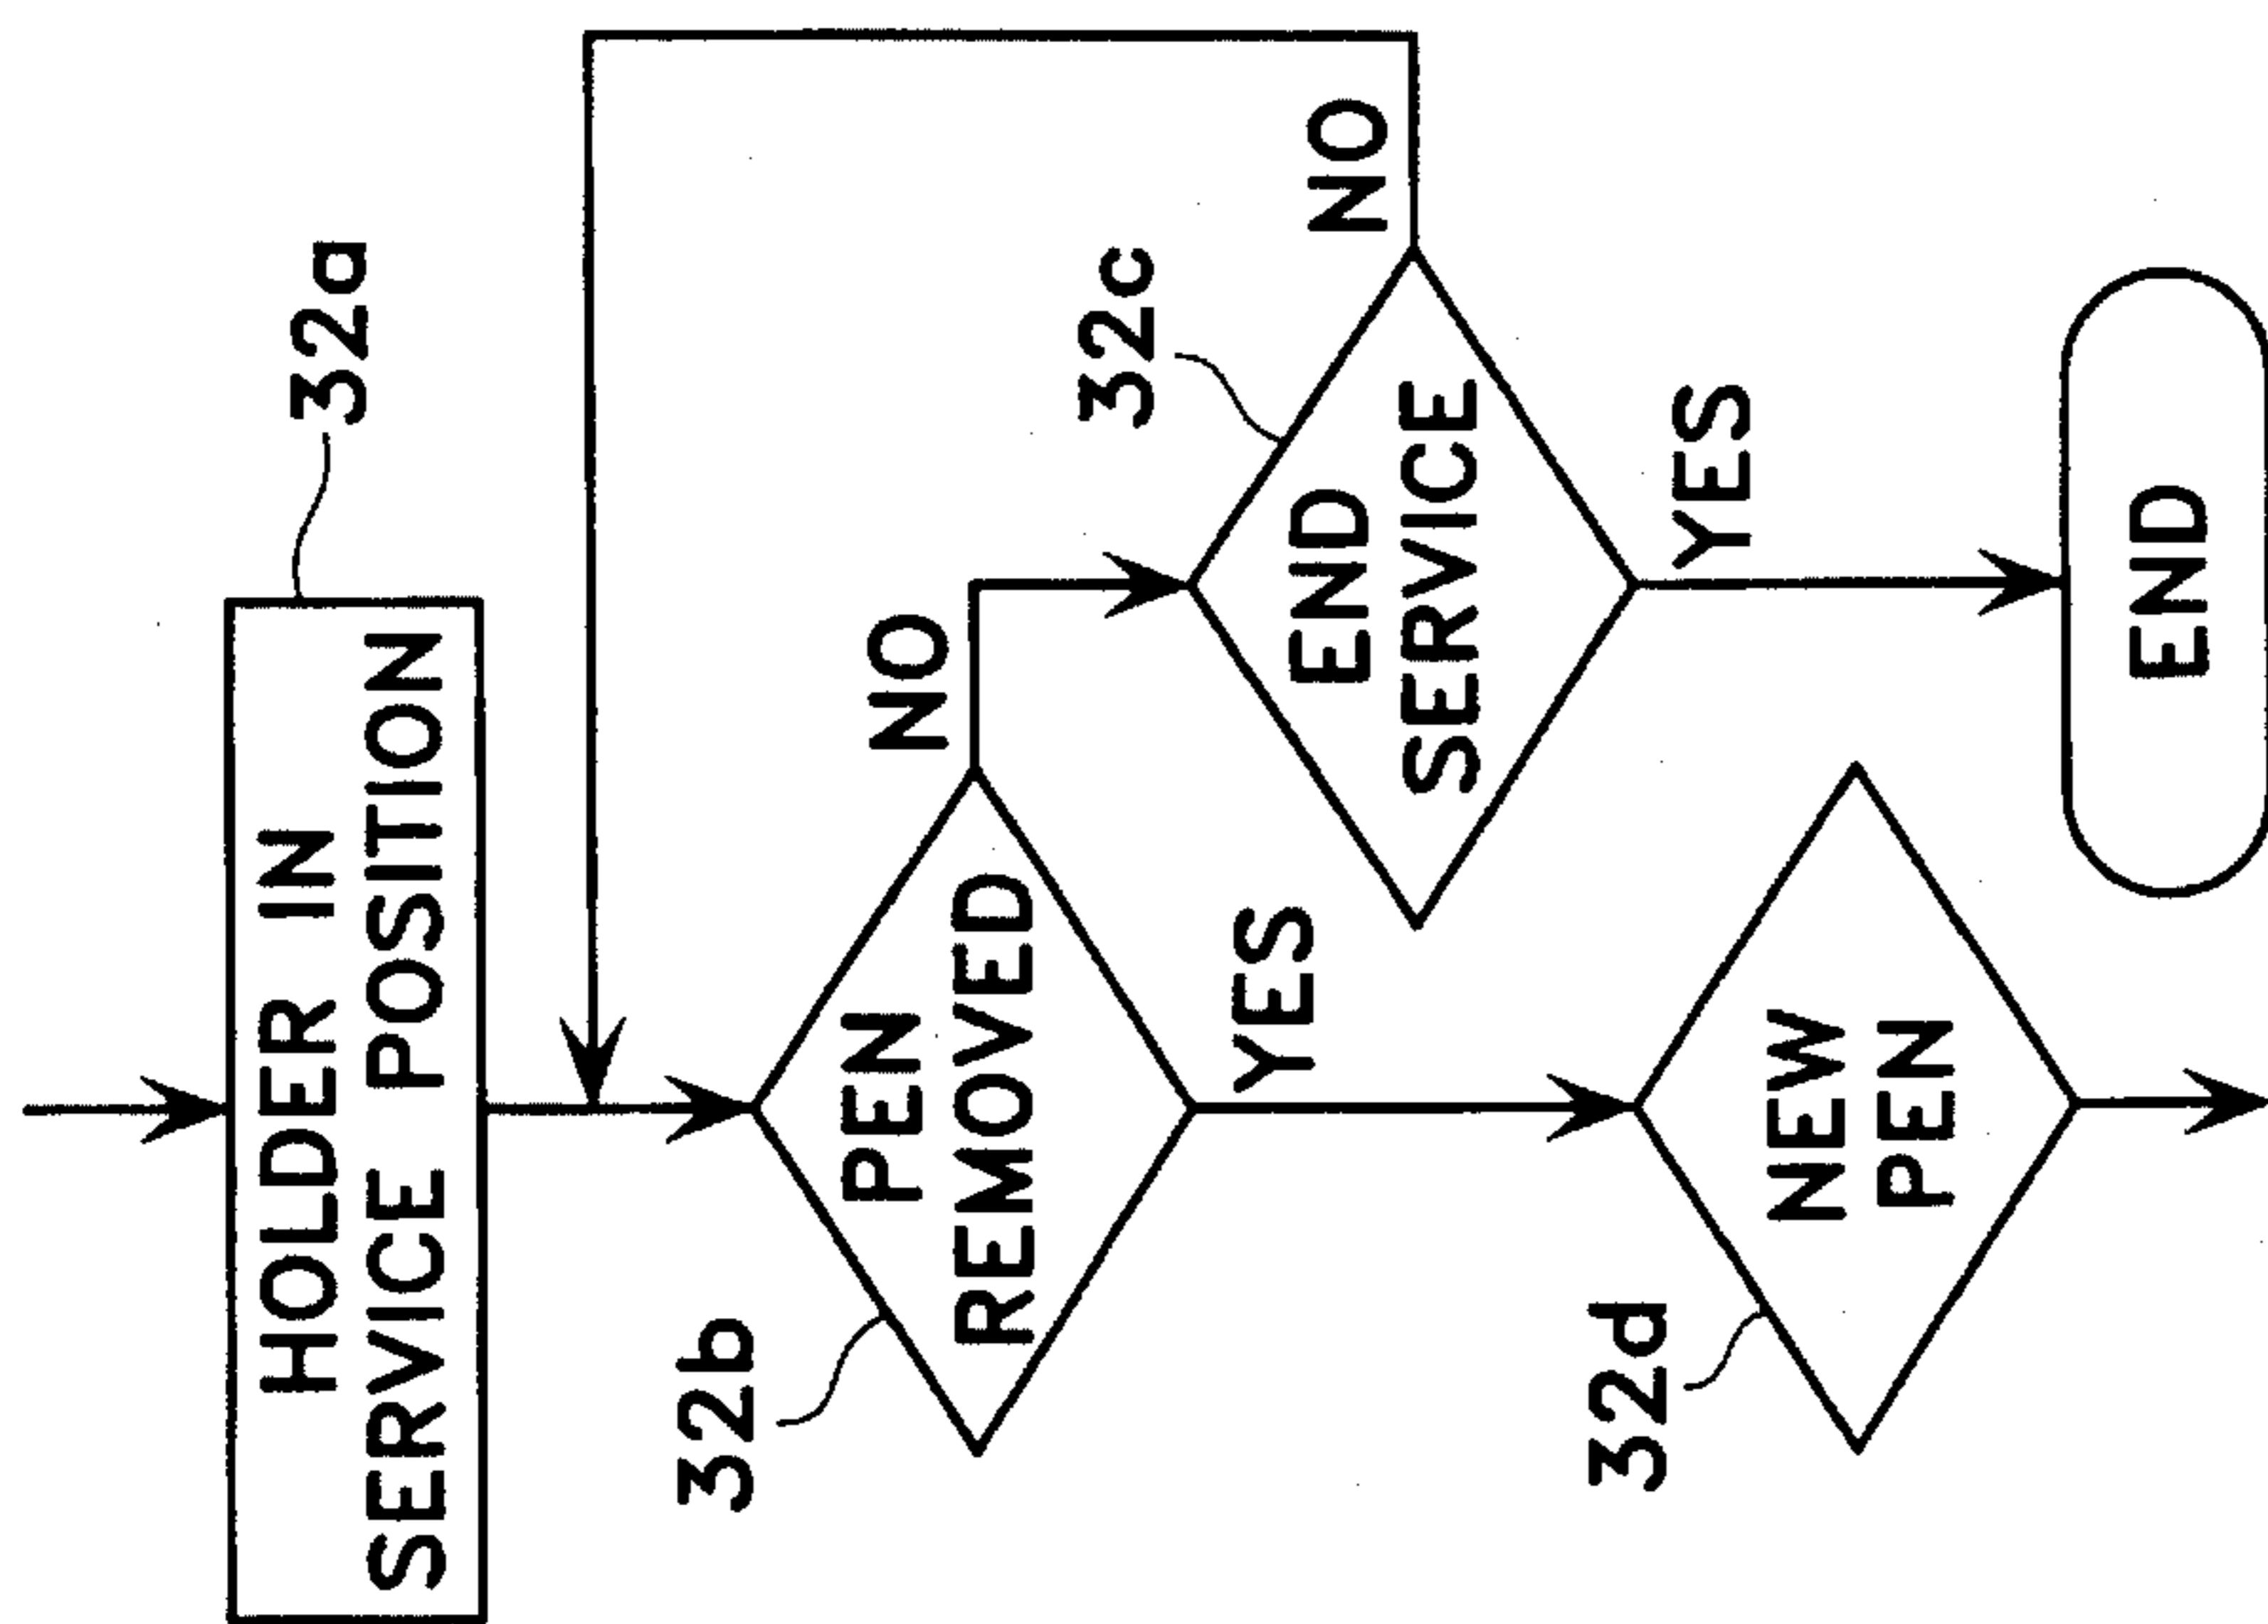 32a
HOLDER IN
SERVICE POSITION
32b
PEN
REMOVED
NO
YES
32c
END
SERVICE
NO
YES
32d
NEW
PEN
END